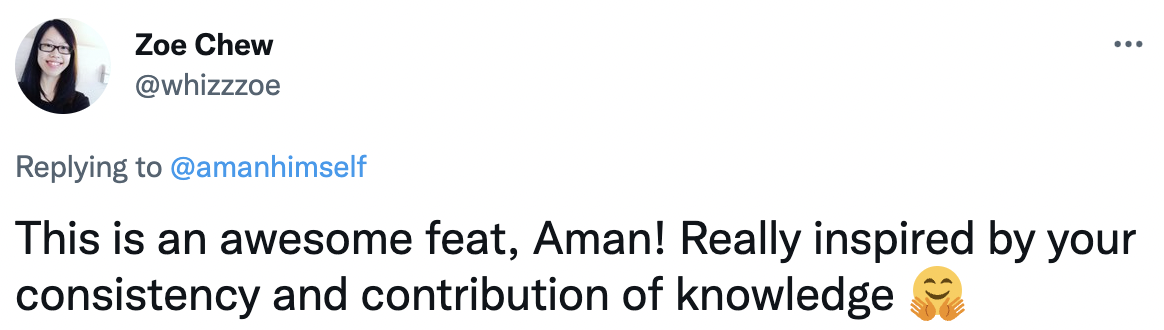 Zoe Chew
@whizzzoe
Replying to @amanhimself
This is an awesome feat, Aman! Really inspired by your
consistency and contribution of knowledge 🤗